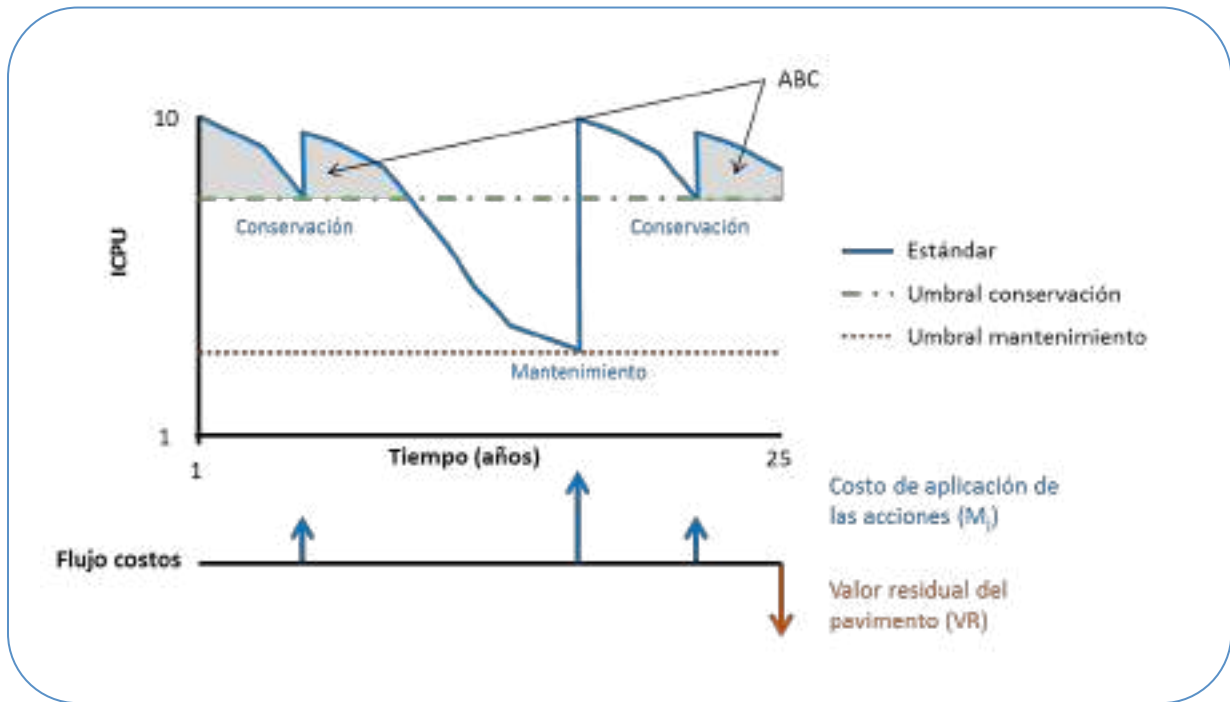 ABC
10
Conservación
Conservación
ICPU
Estándar
Umbral conservación
Umbral mantenimiento
Mantenimiento
1
Tiempo (años)
1
25
Costo de aplicación de
las acciones (Mj)
Flujo costos
Valor residual del
pavimento (VR)